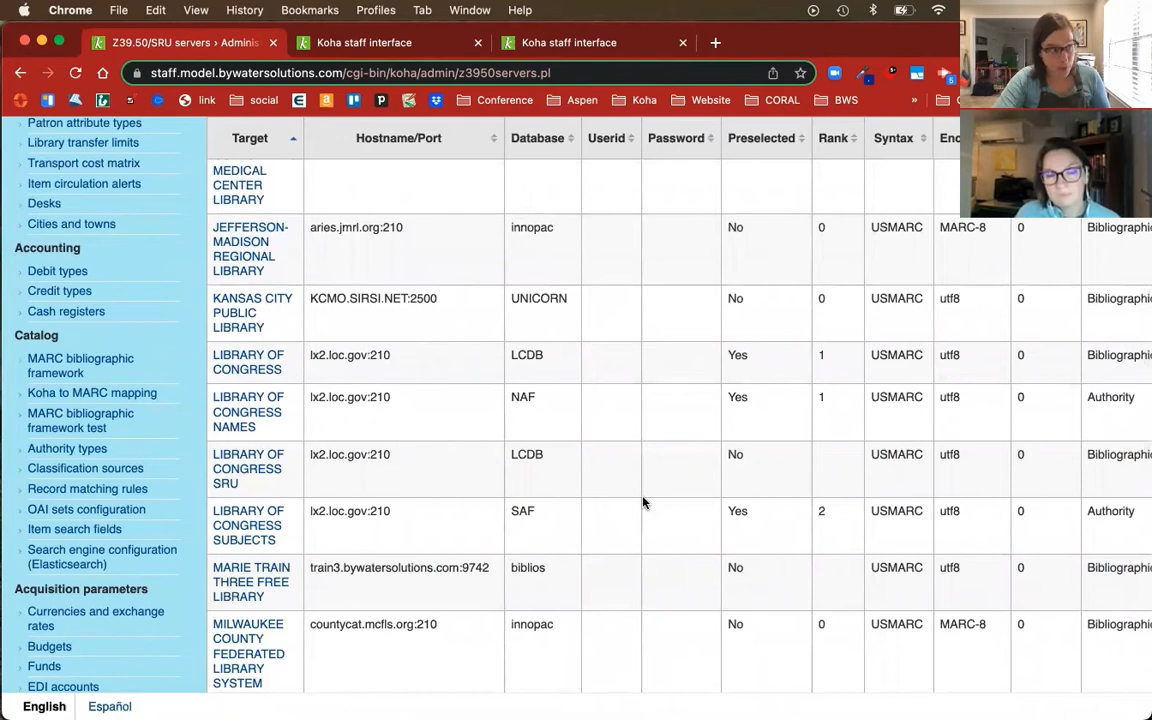 Chrome File Edit View History Bookmarks Profiles Tab Window Help
Z39.50/SRU servers › Adminis
Koha staff interface
Koha staff interface
staff.model.bywatersolutions.com/cgi-bin/koha/admin/z3950servers.pl
link social Conference Aspen Koha Website CORAL BWS »
Patron attribute types
Library transfer limits
Transport cost matrix
Item circulation alerts
Desks
Cities and towns
Accounting
Debit types
Credit types
Cash registers
Catalog
MARC bibliographic
framework
Koha to MARC mapping
MARC bibliographic
framework test
Authority types
Classification sources
Record matching rules
OAI sets configuration
Item search fields
Search engine configuration
(Elasticsearch)
Acquisition parameters
Currencies and exchange
rates
Budgets
Funds
EDI accounts
Target Hostname/Port Database Userid Password Preselected Rank Syntax Enc
MEDICAL
CENTER
LIBRARY
JEFFERSON- aries.jmrl.org:210 innopac No 0 USMARC MARC-8 0 Bibliographic
MADISON
REGIONAL
LIBRARY
KANSAS CITY KCMO.SIRSI.NET:2500 UNICORN No 0 USMARC utf8 0 Bibliographic
PUBLIC
LIBRARY
LIBRARY OF lx2.loc.gov:210 LCDB Yes 1 USMARC utf8 0 Bibliographic
CONGRESS
LIBRARY OF lx2.loc.gov:210 NAF Yes 1 USMARC utf8 0 Authority
CONGRESS
NAMES
LIBRARY OF lx2.loc.gov:210 LCDB No USMARC utf8 0 Bibliographic
CONGRESS
SRU
LIBRARY OF lx2.loc.gov:210 SAF Yes 2 USMARC utf8 0 Authority
CONGRESS
SUBJECTS
MARIE TRAIN train3.bywatersolutions.com:9742 biblios No USMARC utf8 0 Bibliographic
THREE FREE
LIBRARY
MILWAUKEE countycat.mcfls.org:210 innopac No 0 USMARC MARC-8 0 Bibliographic
COUNTY
FEDERATED
LIBRARY
SYSTEM
English Español